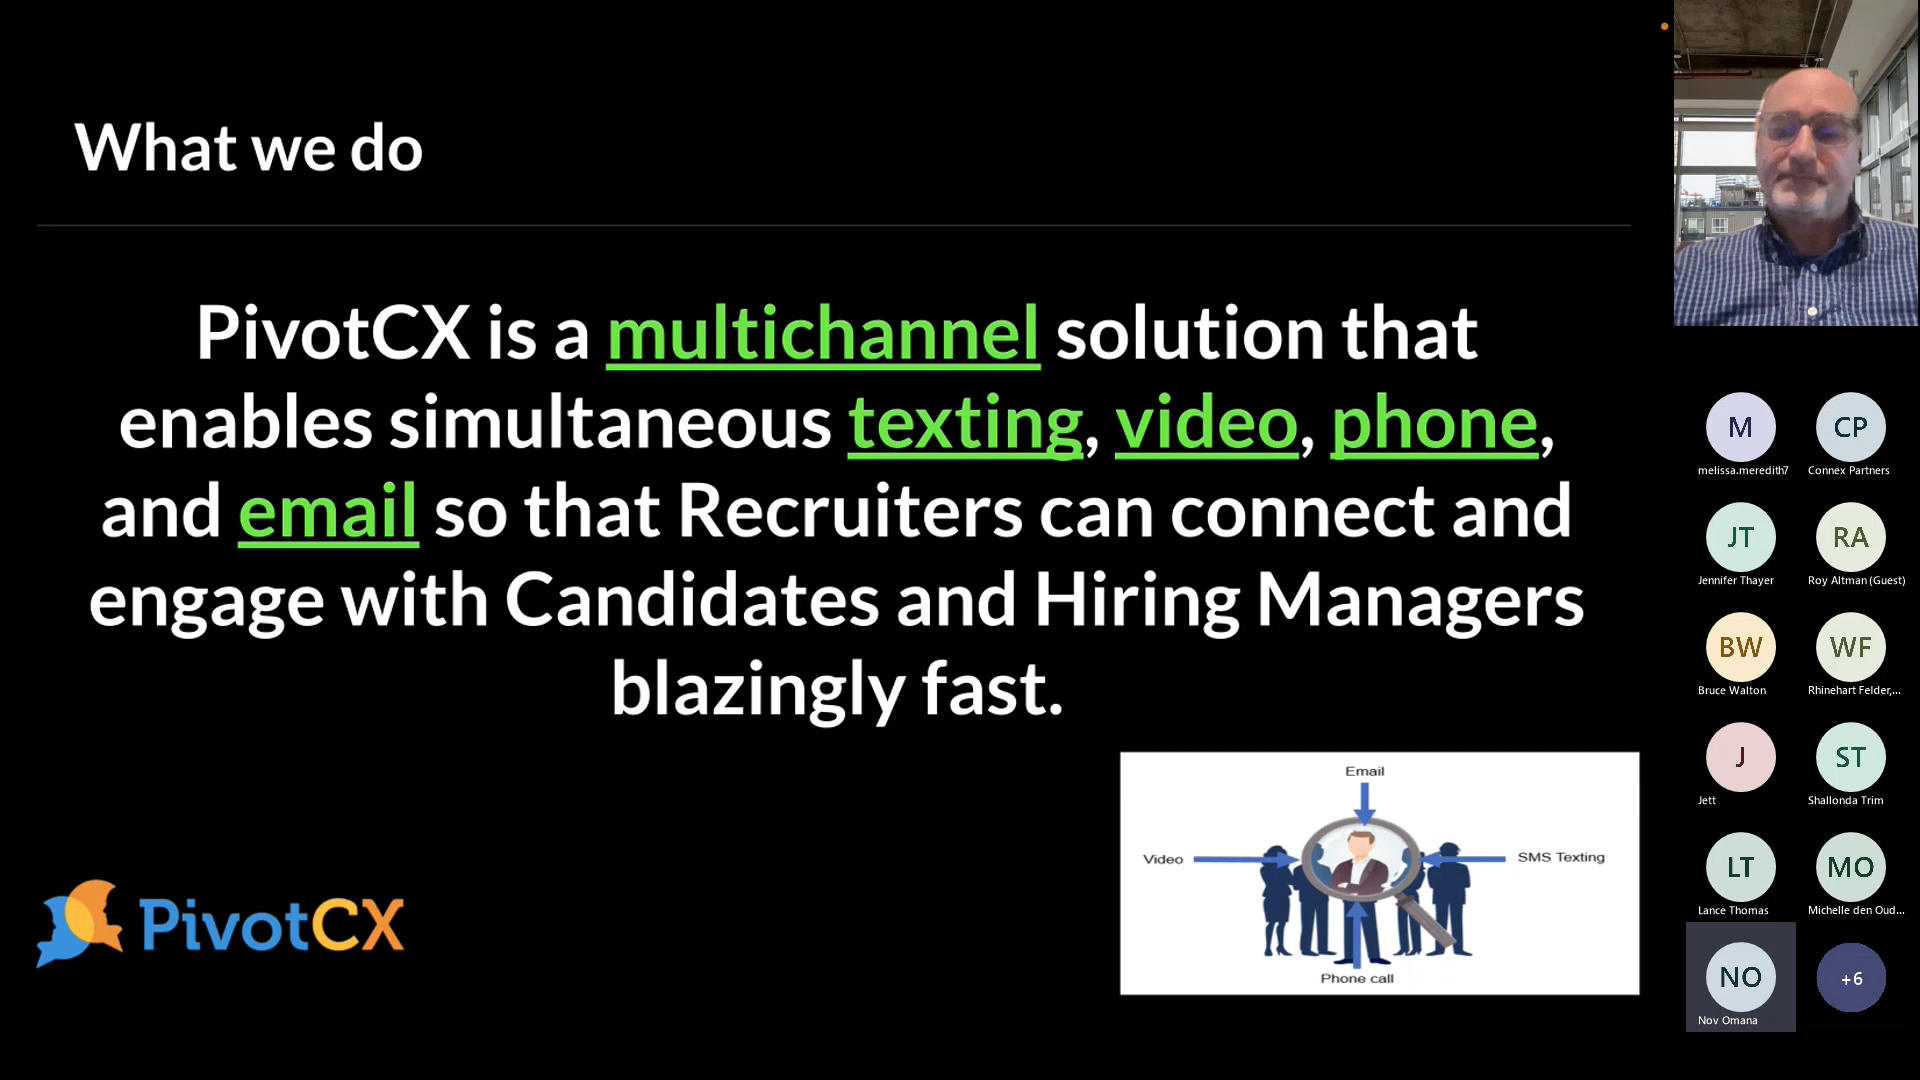 What we do
PivotCX is a multichannel solution that
enables simultaneous texting, video, phone,
and email so that Recruiters can connect and
engage with Candidates and Hiring Managers
blazingly fast.
Email
Video
SMS Texting
Phone call
PivotCX
M
melissa.meredith7
CP
Connex Partners
JT
Jennifer Thayer
RA
Roy Altman (Guest)
BW
Bruce Walton
WF
Rhinehart Felder,...
J
Jett
ST
Shallonda Trim
LT
Lance Thomas
MO
Michelle den Oud...
NO
Nov Omana
+6